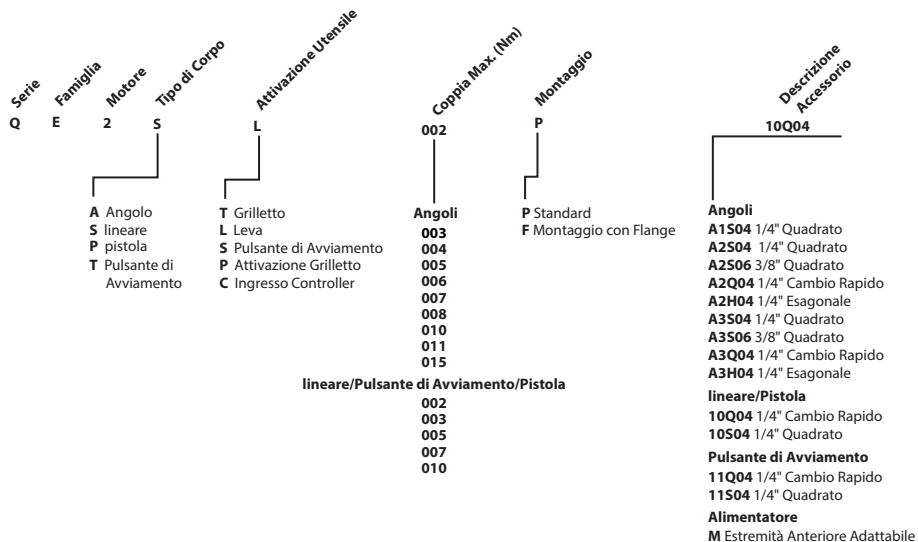 Serie Famiglia Motore Tipo di Corpo Attivazione Utensile Coppia Max. (Nm) Montaggio Descrizione Accessorio
Q E 2 S L 002 P 10Q04
A Angolo
S lineare
P pistola
T Pulsante di
Avviamento
T Grilletto
L Leva
S Pulsante di Avviamento
P Attivazione Grilletto
C Ingresso Controller
Angoli
003
004
005
006
007
008
010
011
015
lineare/Pulsante di Avviamento/Pistola
002
003
005
007
010
P Standard
F Montaggio con Flange
Angoli
A1S04 1/4" Quadrato
A2S04 1/4" Quadrato
A2S06 3/8" Quadrato
A2Q04 1/4" Cambio Rapido
A2H04 1/4" Esagonale
A3S04 1/4" Quadrato
A3S06 3/8" Quadrato
A3Q04 1/4" Cambio Rapido
A3H04 1/4" Esagonale
lineare/Pistola
10Q04 1/4" Cambio Rapido
10S04 1/4" Quadrato
Pulsante di Avviamento
11Q04 1/4" Cambio Rapido
11S04 1/4" Quadrato
Alimentatore
M Estremità Anteriore Adattabile